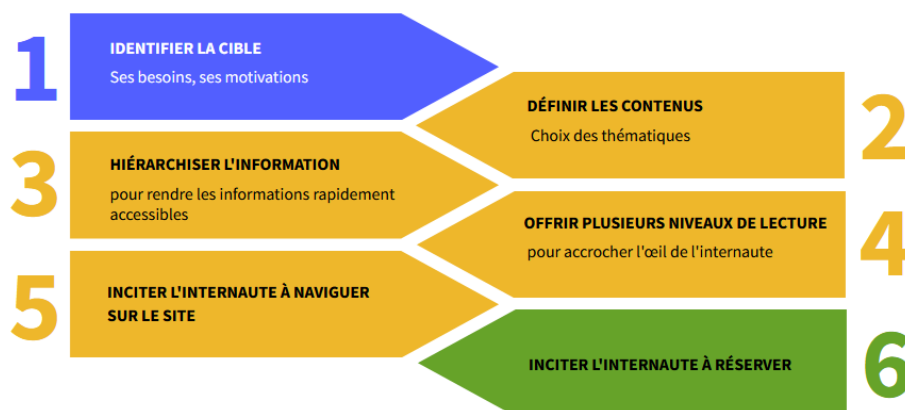 1
IDENTIFIER LA CIBLE
Ses besoins, ses motivations
2
DÉFINIR LES CONTENUS
Choix des thématiques
3
HIÉRARCHISER L'INFORMATION
pour rendre les informations rapidement
accessibles
4
OFFRIR PLUSIEURS NIVEAUX DE LECTURE
pour accrocher l'œil de l'internaute
5
INCITER L'INTERNAUTE À NAVIGUER
SUR LE SITE
6
INCITER L'INTERNAUTE À RÉSERVER